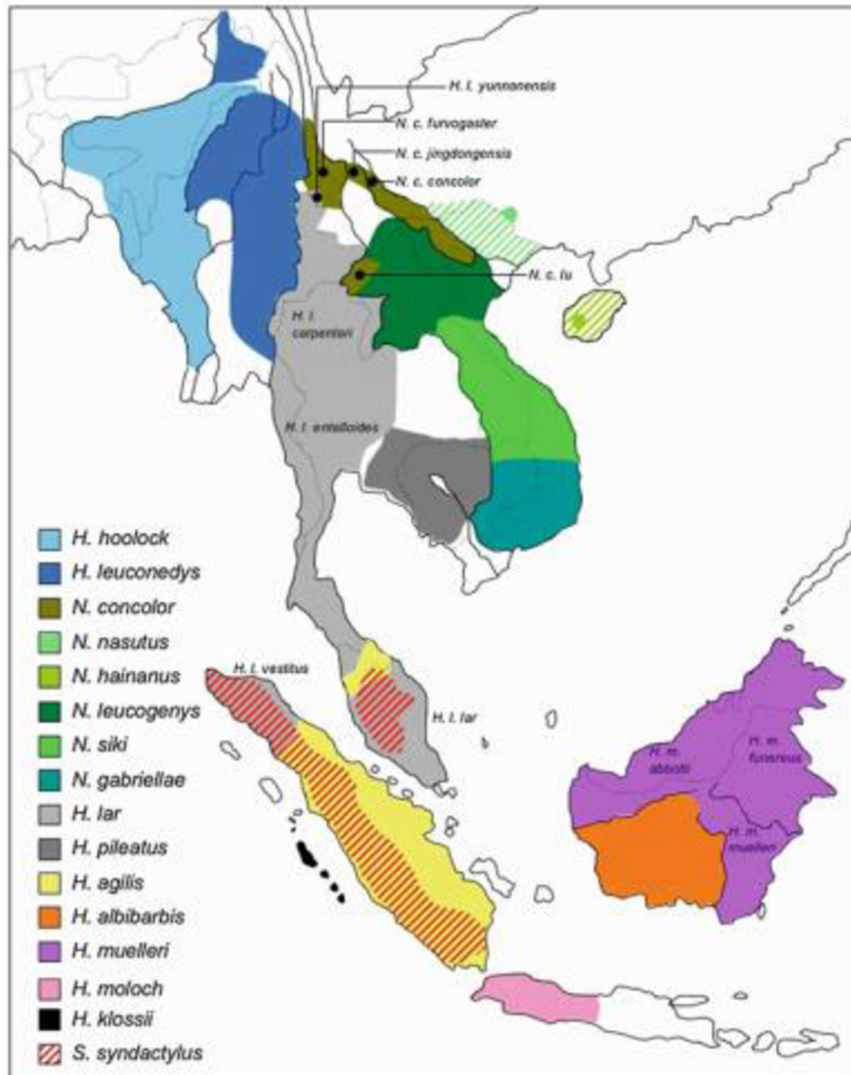 H. l. yunnanensis
N. c. furvogaster
N. c. jingdongensis
N. c. concolor
N. c. lu
H. l.
carpenteri
H. l. entelloides
H. hoolock
H. leuconedys
N. concolor
N. nasutus
N. hainanus
N. leucogenys
N. siki
N. gabriellae
H. lar
H. pileatus
H. agilis
H. albibarbis
H. muelleri
H. moloch
H. klossii
S. syndactylus
H. l. vestitus
H. l. lar
H. m.
abbotti
H. m.
funereus
H. m.
muelleri